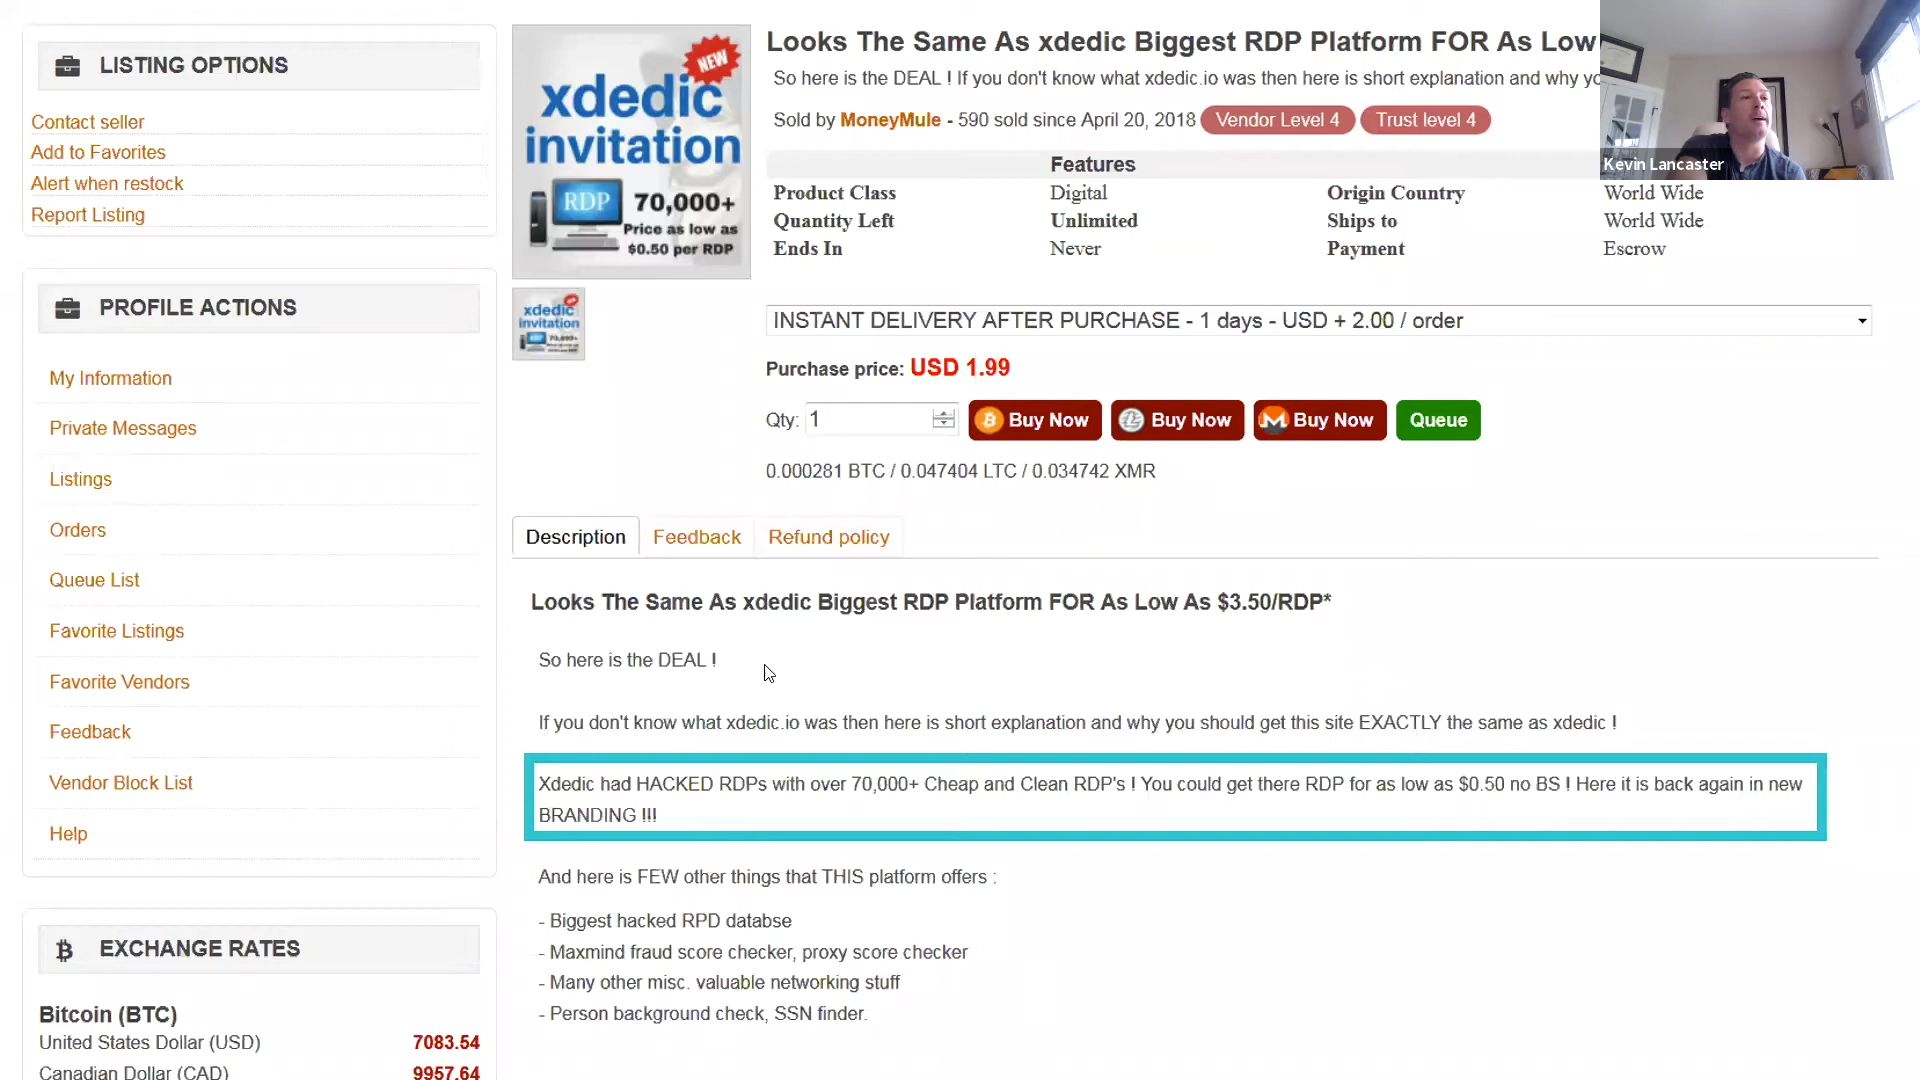 LISTING OPTIONS
Contact seller
Add to Favorites
Alert when restock
Report Listing
PROFILE ACTIONS
My Information
Private Messages
Listings
Orders
Queue List
Favorite Listings
Favorite Vendors
Feedback
Vendor Block List
Help
EXCHANGE RATES
Bitcoin (BTC)
United States Dollar (USD) 7083.54
Canadian Dollar (CAD) 9957.64
NEW
xdedic
invitation
RDP
70,000+
Price as low as
$0.50 per RDP
xdedic
invitation
Looks The Same As xdedic Biggest RDP Platform FOR As Low
So here is the DEAL ! If you don't know what xdedic.io was then here is short explanation and why yo
Sold by MoneyMule - 590 sold since April 20, 2018 Vendor Level 4 Trust level 4
Kevin Lancaster
Features
Product Class Digital Origin Country World Wide
Quantity Left Unlimited Ships to World Wide
Ends In Never Payment Escrow
INSTANT DELIVERY AFTER PURCHASE - 1 days - USD + 2.00 / order
Purchase price: USD 1.99
Qty: 1 Buy Now Buy Now Buy Now Queue
0.000281 BTC / 0.047404 LTC / 0.034742 XMR
Description Feedback Refund policy
Looks The Same As xdedic Biggest RDP Platform FOR As Low As $3.50/RDP*
So here is the DEAL !
If you don't know what xdedic.io was then here is short explanation and why you should get this site EXACTLY the same as xdedic !
Xdedic had HACKED RDPs with over 70,000+ Cheap and Clean RDP's ! You could get there RDP for as low as $0.50 no BS ! Here it is back again in new
BRANDING !!!
And here is FEW other things that THIS platform offers :
- Biggest hacked RPD databse
- Maxmind fraud score checker, proxy score checker
- Many other misc. valuable networking stuff
- Person background check, SSN finder.